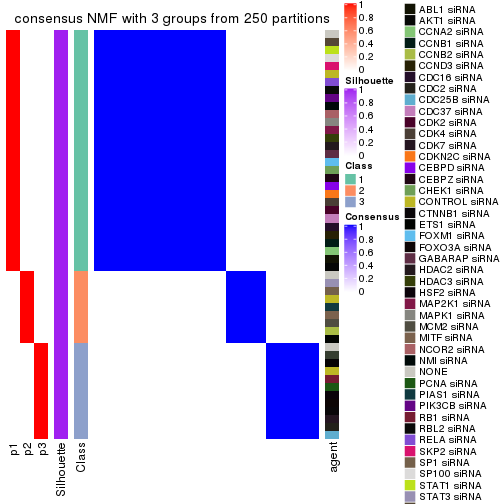 consensus NMF with 3 groups from 250 partitions
p1
p2
p3
Silhouette
Class
agent
1
0.8
0.6
0.4
0.2
0
Silhouette
1
0.8
0.6
0.4
0.2
0
Class
1
2
3
Consensus
1
0.8
0.6
0.4
0.2
0
ABL1 siRNA
AKT1 siRNA
CCNA2 siRNA
CCNB1 siRNA
CCNB2 siRNA
CCND3 siRNA
CDC16 siRNA
CDC2 siRNA
CDC25B siRNA
CDC37 siRNA
CDK2 siRNA
CDK4 siRNA
CDK7 siRNA
CDKN2C siRNA
CEBPD siRNA
CEBPZ siRNA
CHEK1 siRNA
CONTROL siRNA
CTNNB1 siRNA
ETS1 siRNA
FOXM1 siRNA
FOXO3A siRNA
GABARAP siRNA
HDAC2 siRNA
HDAC3 siRNA
HSF2 siRNA
MAP2K1 siRNA
MAPK1 siRNA
MCM2 siRNA
MITF siRNA
NCOR2 siRNA
NMI siRNA
NONE
PCNA siRNA
PIAS1 siRNA
PIK3CB siRNA
RB1 siRNA
RBL2 siRNA
RELA siRNA
SKP2 siRNA
SP1 siRNA
SP100 siRNA
STAT1 siRNA
STAT3 siRNA